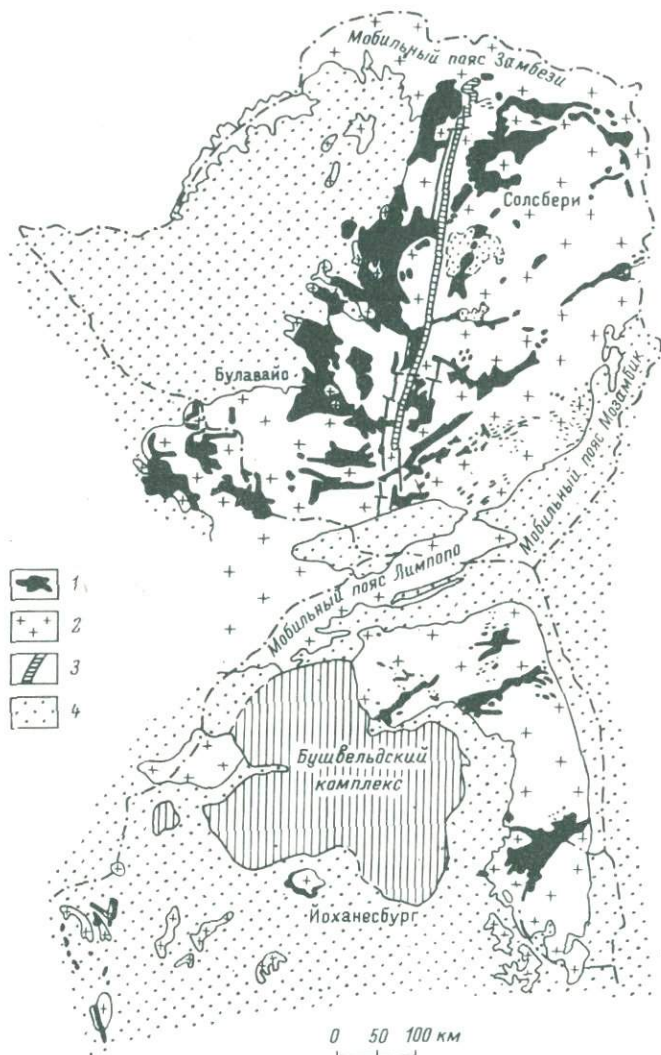 Мобильный пояс Замбези
Солсбери
Булавайо
Мобильный пояс Мозамбик
Мобильный пояс Лимпопо
1
2
3
4
Бушвельдский
комплекс
Йоханесбург
0 50 100 км